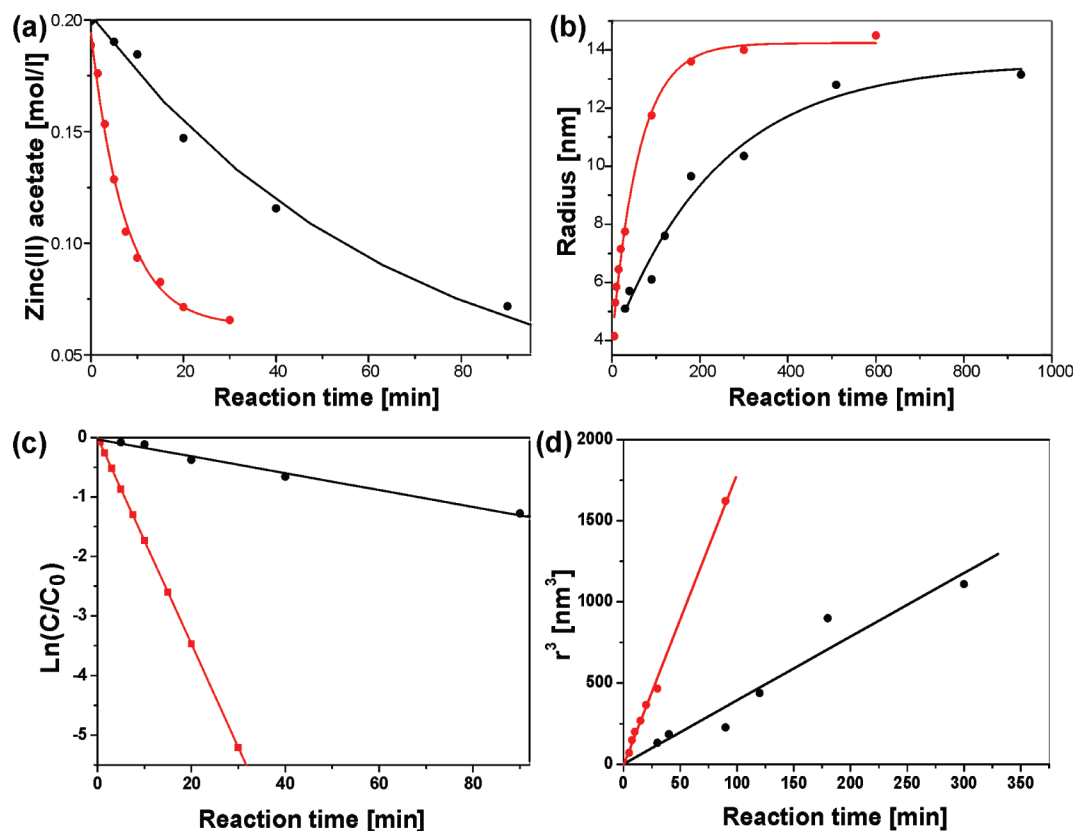 (a)
Zinc(II) acetate [mol/l]
0.20
0.15
0.10
0.05
0 20 40 60 80
Reaction time [min]
(b)
Radius [nm]
14
12
10
8
6
4
0 200 400 600 800 1000
Reaction time [min]
(c)
Ln(C/C₀)
0
-1
-2
-3
-4
-5
0 20 40 60 80
Reaction time [min]
(d)
r³ [nm³]
2000
1500
1000
500
0
0 50 100 150 200 250 300 350
Reaction time [min]